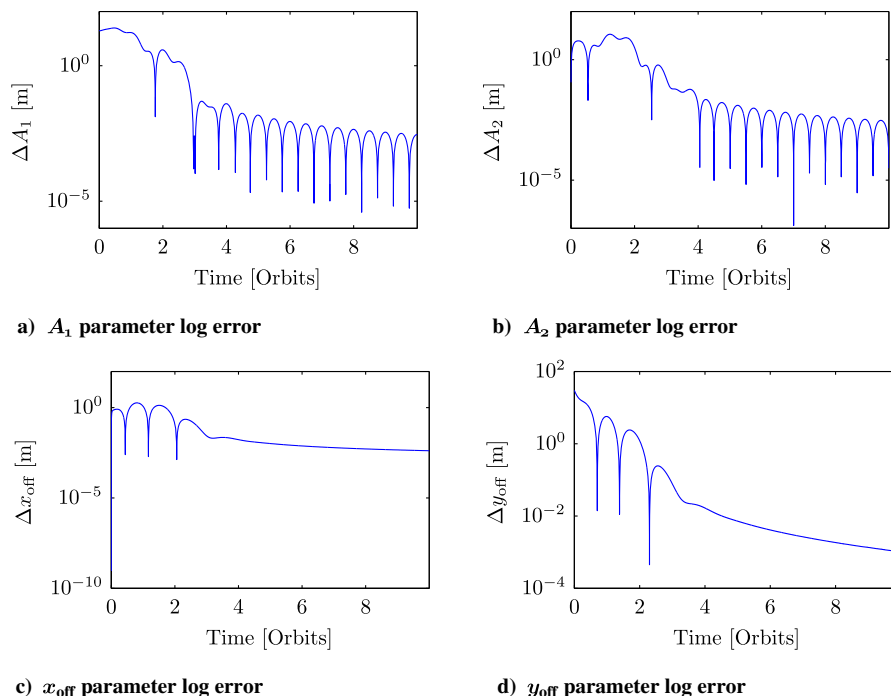 10^0
10^-5
ΔA_1 [m]
0 2 4 6 8
Time [Orbits]
a) A_1 parameter log error
10^0
10^-5
ΔA_2 [m]
0 2 4 6 8
Time [Orbits]
b) A_2 parameter log error
10^0
10^-5
10^-10
Δx_off [m]
0 2 4 6 8
Time [Orbits]
c) x_off parameter log error
10^2
10^0
10^-2
10^-4
Δy_off [m]
0 2 4 6 8
Time [Orbits]
d) y_off parameter log error